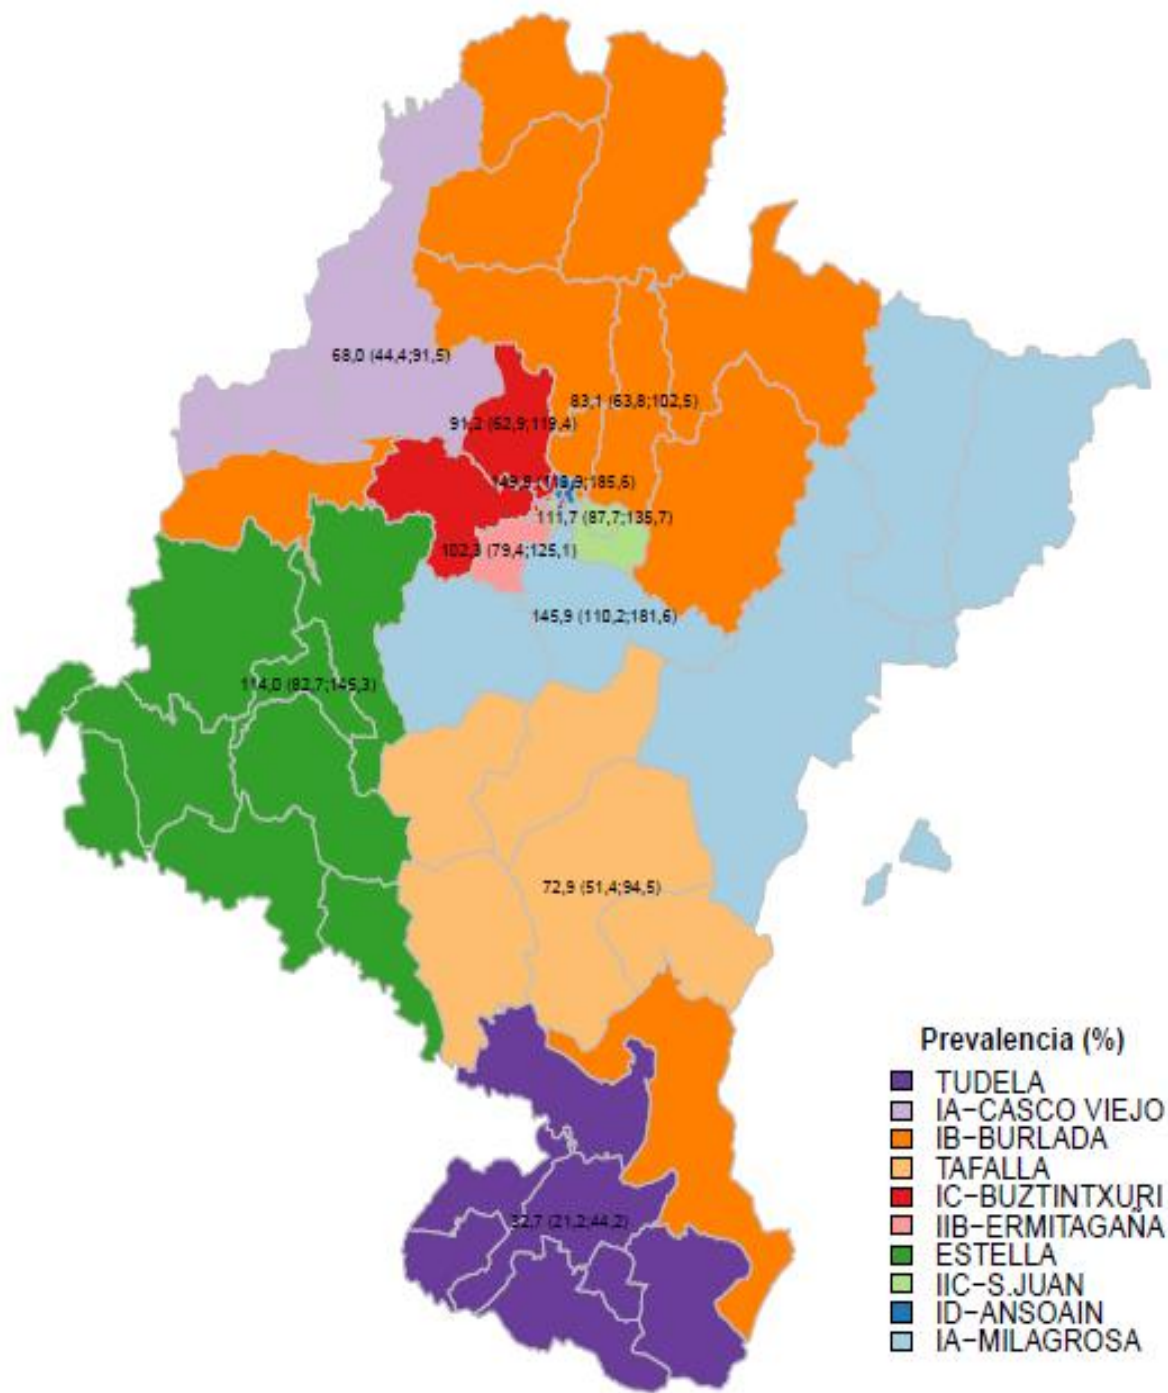 68,0 (44,4;91,5)
83,1 (63,8;102,5)
91,2 (62,9;119,4)
111,7 (87,7;135,7)
102,3 (79,4;125,1)
145,9 (110,2;181,6)
114,0 (82,7;145,3)
72,9 (51,4;94,5)
32,7 (21,2;44,2)
Prevalencia (%)
TUDELA
IA-CASCO VIEJO
IB-BURLADA
TAFALLA
IC-BUZTINTXURI
IIB-ERMITAGAÑA
ESTELLA
IIC-S.JUAN
ID-ANSOAIN
IA-MILAGROSA